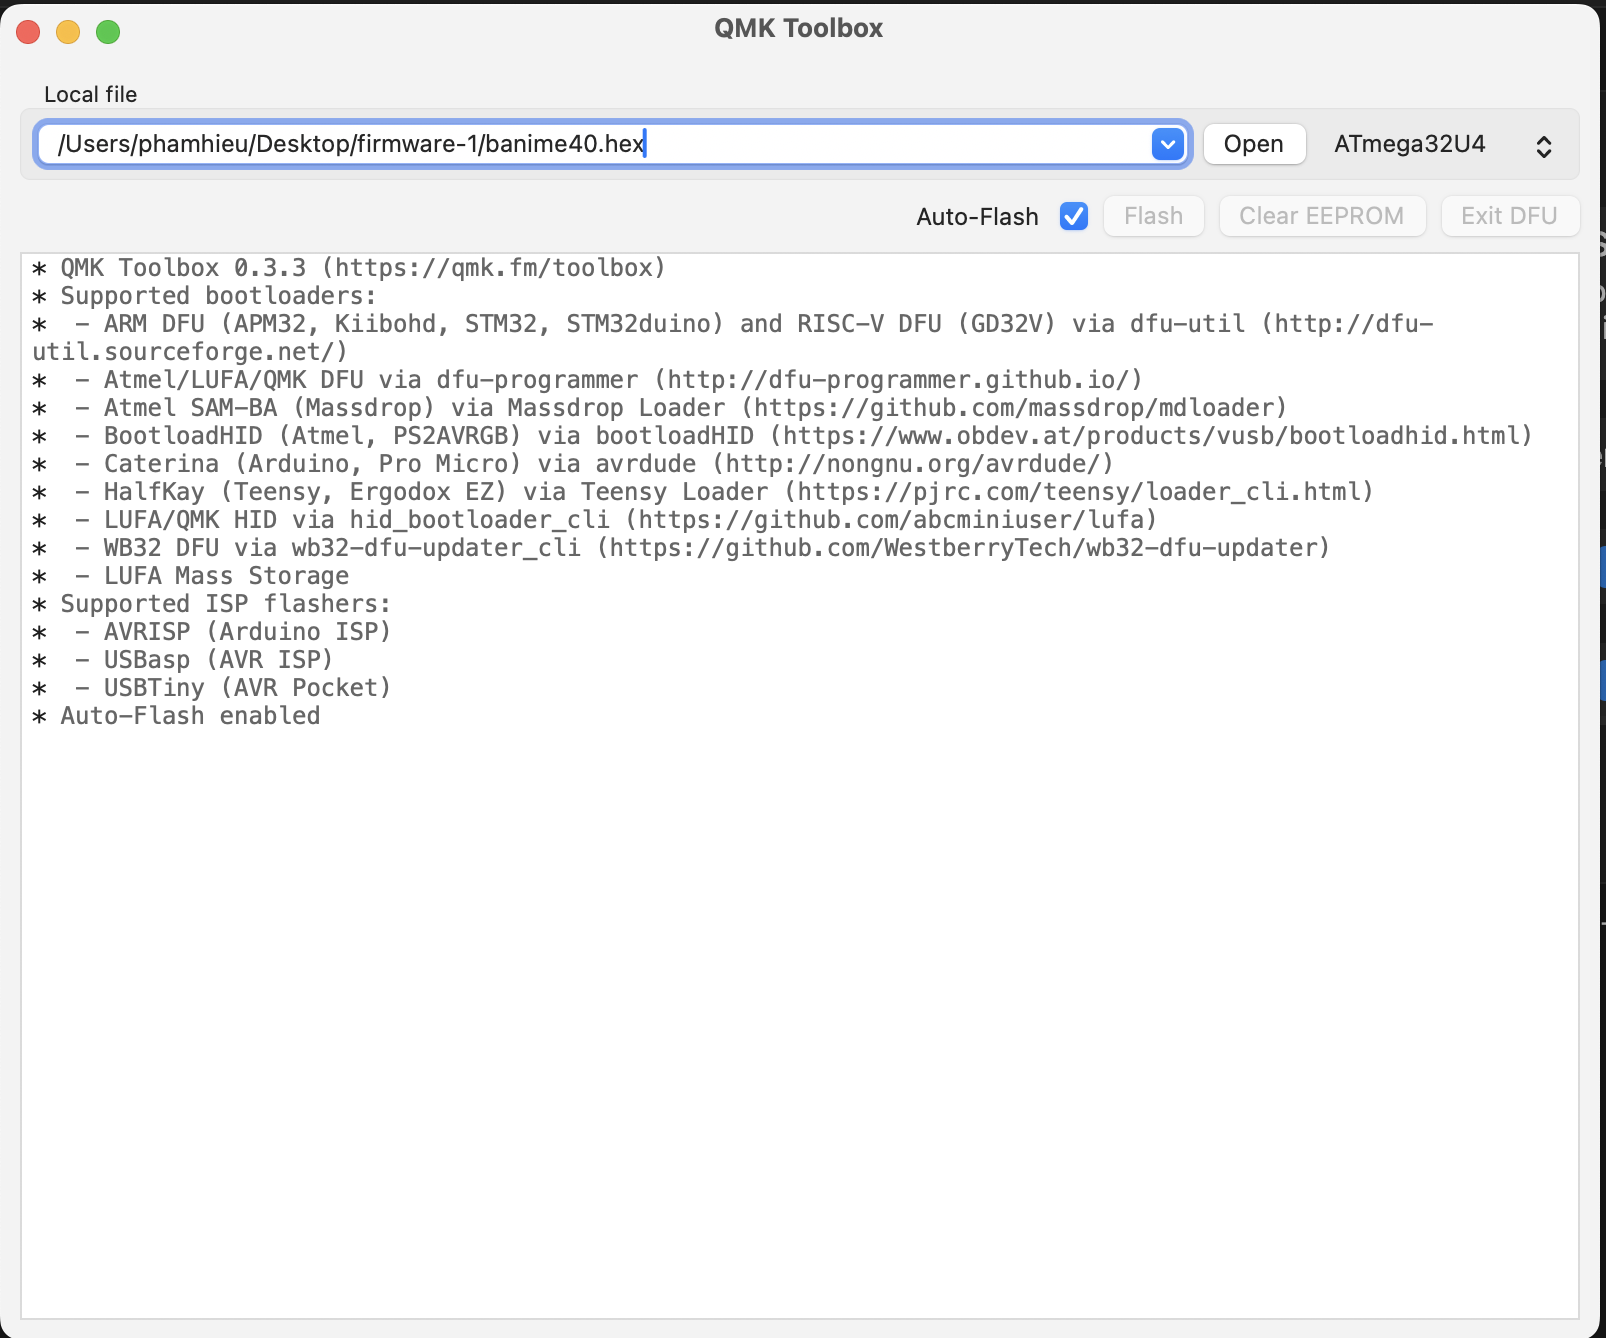 QMK Toolbox
Local file
/Users/phamhieu/Desktop/firmware-1/banime40.hex
Open
ATmega32U4
Auto-Flash
Flash
Clear EEPROM
Exit DFU
* QMK Toolbox 0.3.3 (https://qmk.fm/toolbox)
* Supported bootloaders:
*  - ARM DFU (APM32, Kiibohd, STM32, STM32duino) and RISC-V DFU (GD32V) via dfu-util (http://dfu-
util.sourceforge.net/)
*  - Atmel/LUFA/QMK DFU via dfu-programmer (http://dfu-programmer.github.io/)
*  - Atmel SAM-BA (Massdrop) via Massdrop Loader (https://github.com/massdrop/mdloader)
*  - BootloadHID (Atmel, PS2AVRGB) via bootloadHID (https://www.obdev.at/products/vusb/bootloadhid.html)
*  - Caterina (Arduino, Pro Micro) via avrdude (http://nongnu.org/avrdude/)
*  - HalfKay (Teensy, Ergodox EZ) via Teensy Loader (https://pjrc.com/teensy/loader_cli.html)
*  - LUFA/QMK HID via hid_bootloader_cli (https://github.com/abcminiuser/lufa)
*  - WB32 DFU via wb32-dfu-updater_cli (https://github.com/WestberryTech/wb32-dfu-updater)
*  - LUFA Mass Storage
* Supported ISP flashers:
*  - AVRISP (Arduino ISP)
*  - USBasp (AVR ISP)
*  - USBTiny (AVR Pocket)
* Auto-Flash enabled